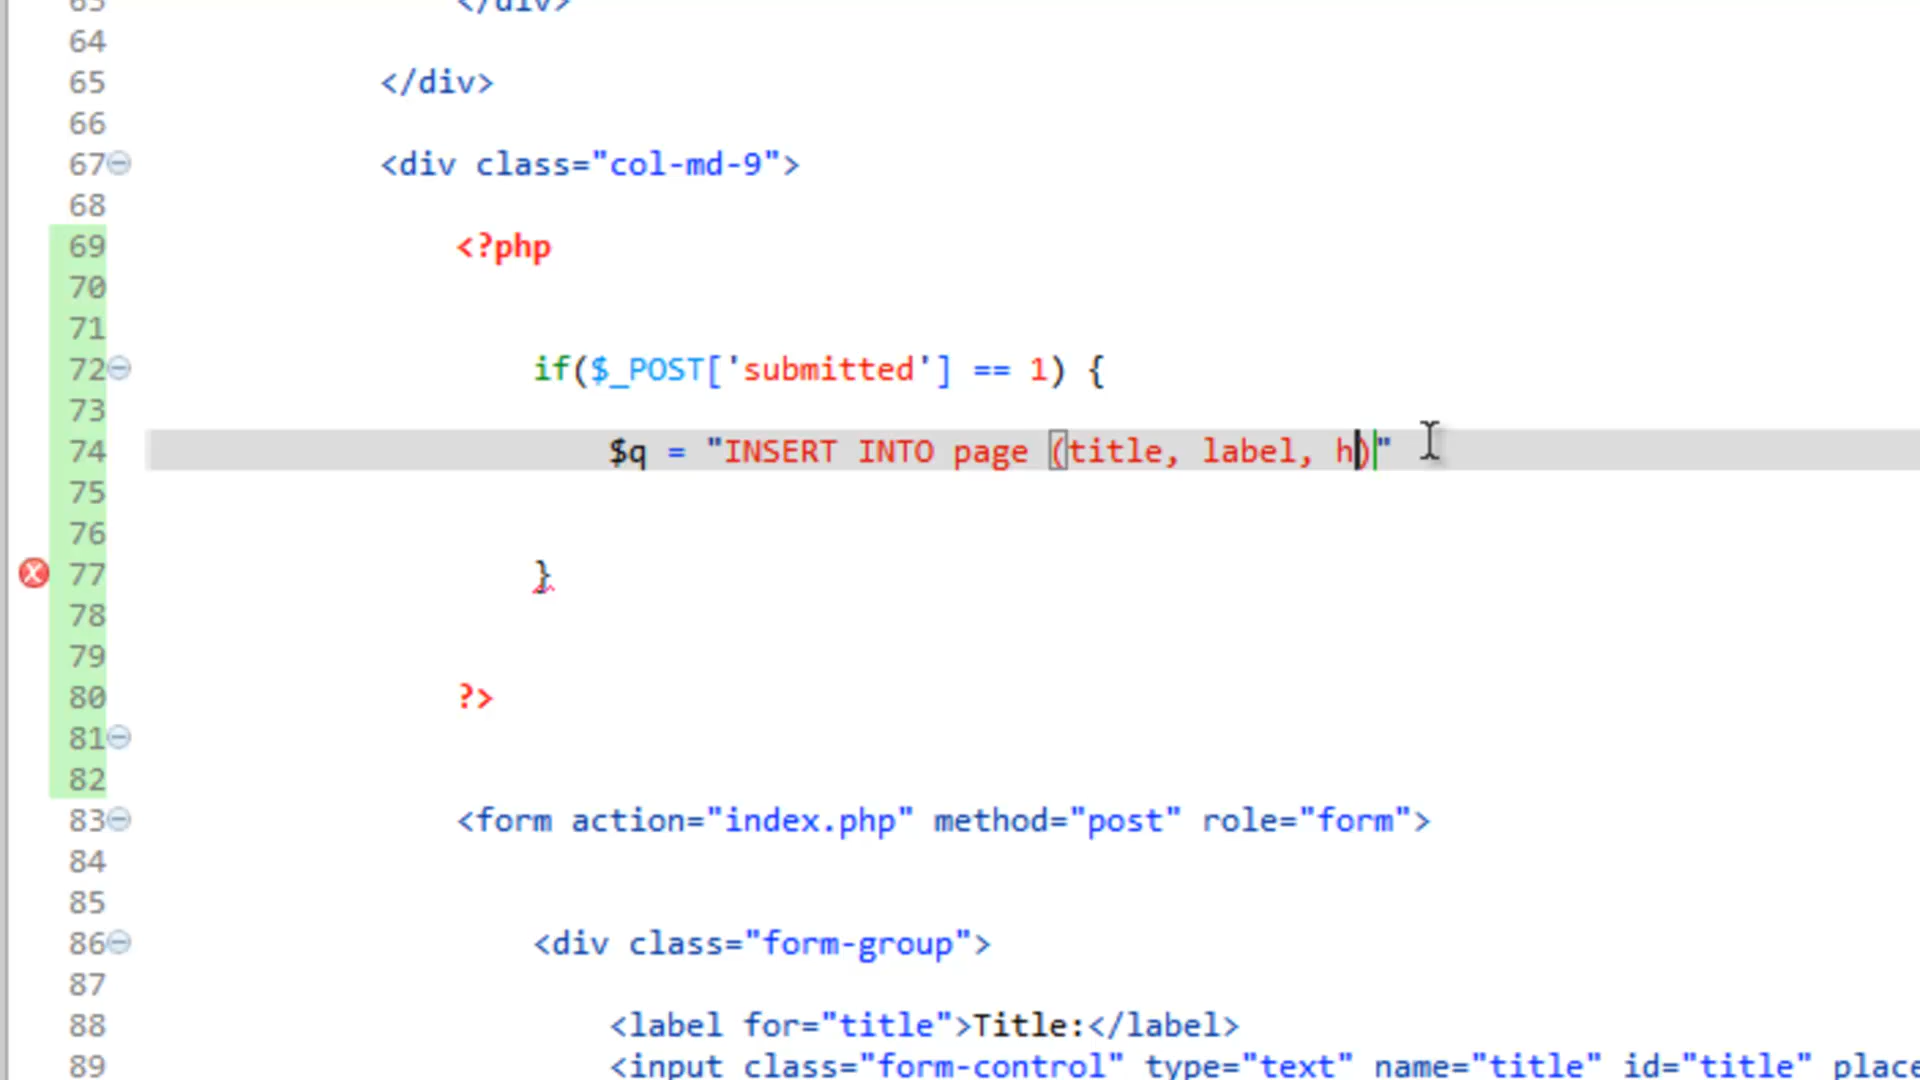 63 </div>
64
65 </div>
66
67 <div class="col-md-9">
68
69 <?php
70
71
72 if($_POST['submitted'] == 1) {
73
74 $q = "INSERT INTO page (title, label, h)"
75
76
77 }
78
79
80 ?>
81
82
83 <form action="index.php" method="post" role="form">
84
85
86 <div class="form-group">
87
88 <label for="title">Title:</label>
89 <input class="form-control" type="text" name="title" id="title"